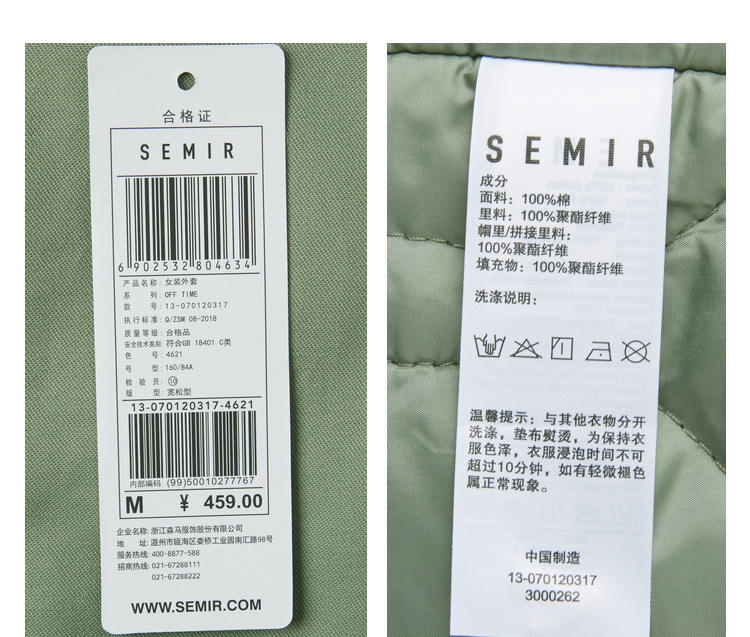 合格证
SEMIR
6 902532 804634
产品名称: 女装外套
系 列: OFF TIME
款 号: 13-070120317
执行标准: Q/ZSM 08-2018
质量等级: 合格品
安全技术类别: 符合GB 18401 C类
色 号: 4621
号 型: 160/84A
检 验 员: ⑩
版 型: 宽松型
13-070120317-4621
内部编码 (99)50010277767
M ¥ 459.00
企业名称: 浙江森马服饰股份有限公司
地 址: 温州市瓯海区娄桥工业园南汇路98号
服务热线: 400-8877-588
招商热线: 021-67288111
021-67288222
WWW.SEMIR.COM
SEMIR
成分
面料: 100%棉
里料: 100%聚酯纤维
帽里/拼接里料:
100%聚酯纤维
填充物: 100%聚酯纤维
洗涤说明:
温馨提示: 与其他衣物分开
洗涤, 垫布熨烫, 为保持衣
服色泽, 衣服浸泡时间不可
超过10分钟, 如有轻微褪色
属正常现象。
中国制造
13-070120317
3000262